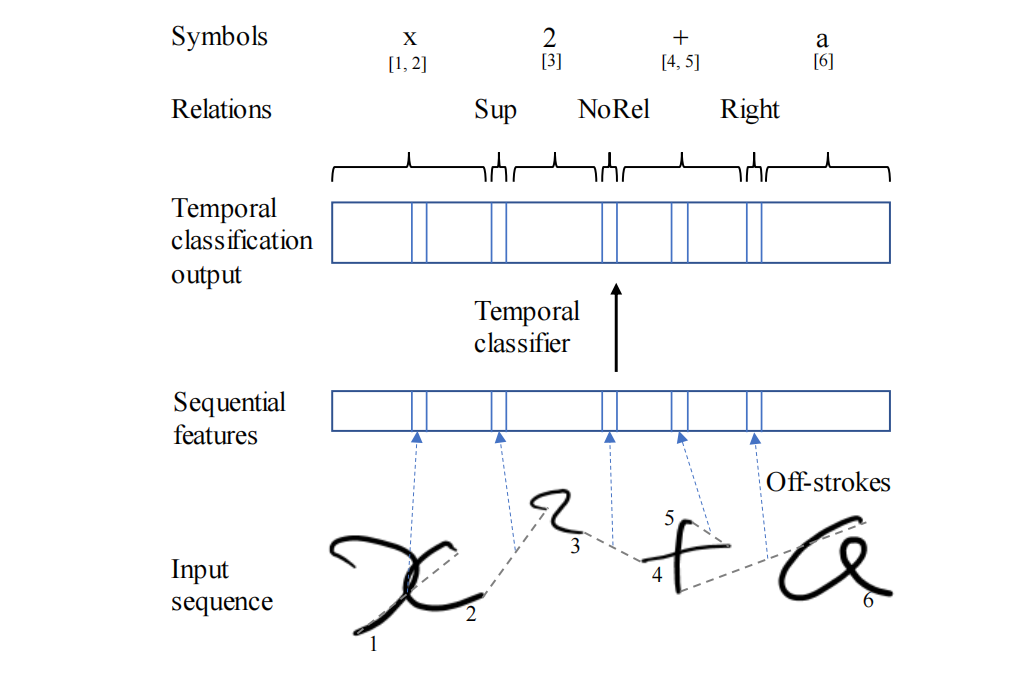 Symbols x 2 + a
[1, 2] [3] [4, 5] [6]
Relations Sup NoRel Right
Temporal
classification
output
Temporal
classifier
Sequential
features
Off-strokes
Input
sequence
x 2 + a
1 2 3 4 5 6